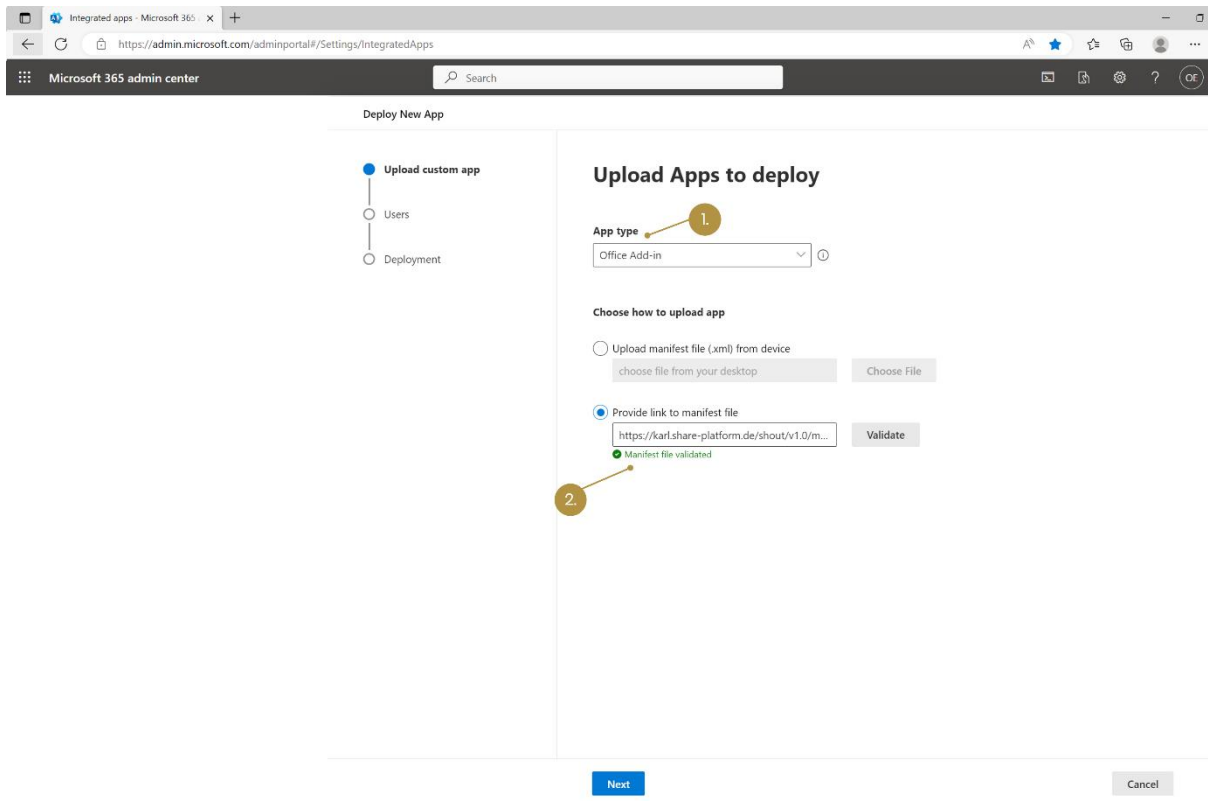 Integrated apps - Microsoft 365
https://admin.microsoft.com/adminportal#/Settings/IntegratedApps
Microsoft 365 admin center
Search
OE
Deploy New App
Upload custom app
Users
Deployment
Upload Apps to deploy
1.
App type
Office Add-in
Choose how to upload app
Upload manifest file (.xml) from device
choose file from your desktop
Choose File
Provide link to manifest file
https://karl.share-platform.de/shout/v1.0/m...
Validate
Manifest file validated
2.
Next
Cancel